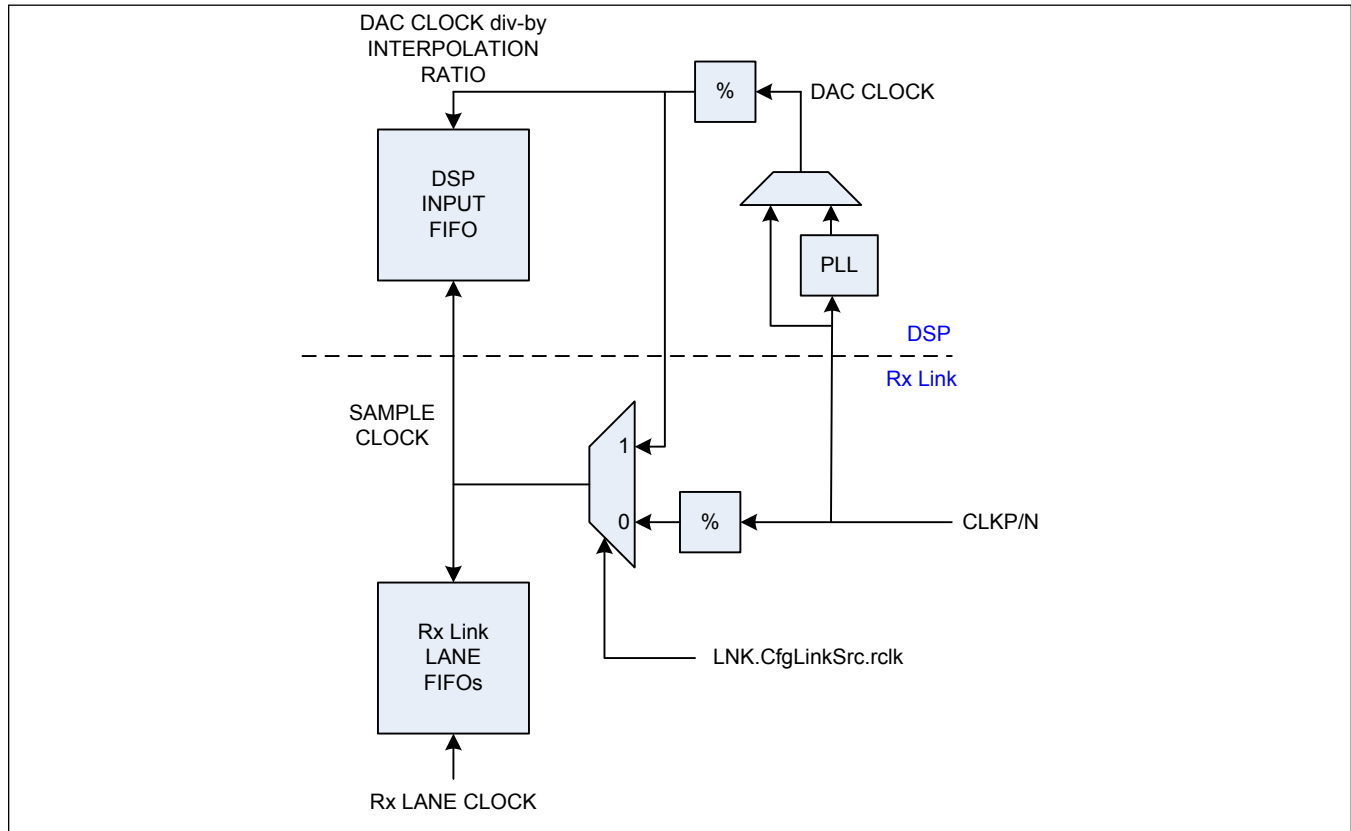 DAC CLOCK div-by
INTERPOLATION
RATIO
%
DAC CLOCK
DSP
INPUT
FIFO
PLL
DSP
Rx Link
SAMPLE
CLOCK
1
0
%
CLKP/N
Rx Link
LANE
FIFOs
LNK.CfgLinkSrc.rclk
Rx LANE CLOCK